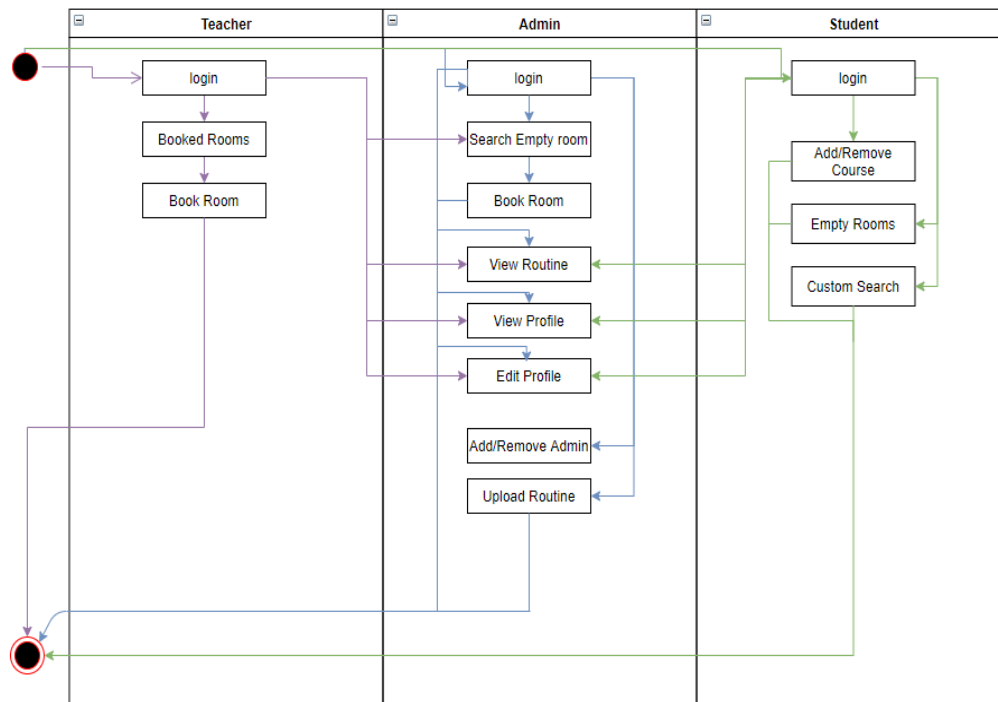 Teacher
Admin
Student
login
login
login
Booked Rooms
Search Empty room
Add/Remove
Course
Book Room
Book Room
Empty Rooms
View Routine
Custom Search
View Profile
Edit Profile
Add/Remove Admin
Upload Routine